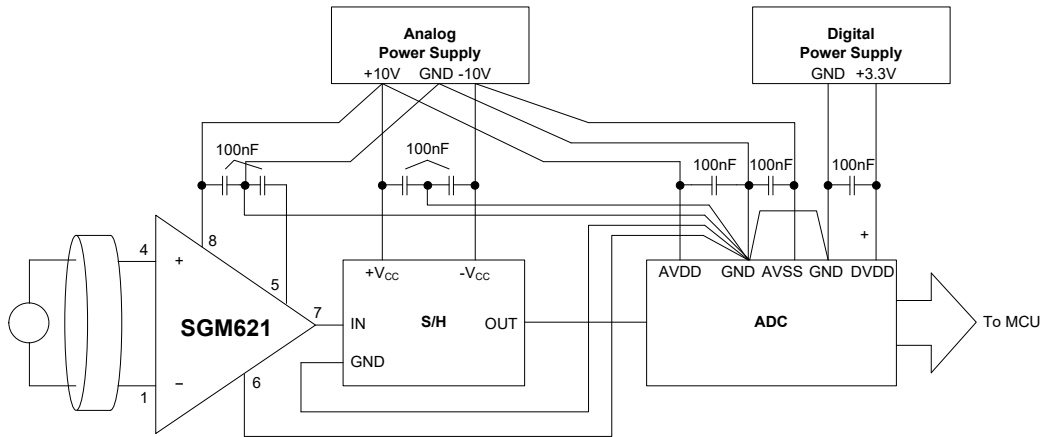 Analog
Power Supply
+10V GND -10V
Digital
Power Supply
GND +3.3V
100nF
100nF
100nF
100nF
100nF
8
4
+
5
SGM621
7
−
1
6
+VCC
-VCC
IN
S/H
OUT
GND
+
AVDD
GND
AVSS
GND
DVDD
ADC
To MCU